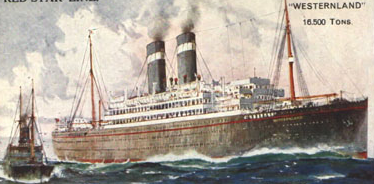 RED STAR LINE.
"WESTERNLAND"
16.500 TONS.